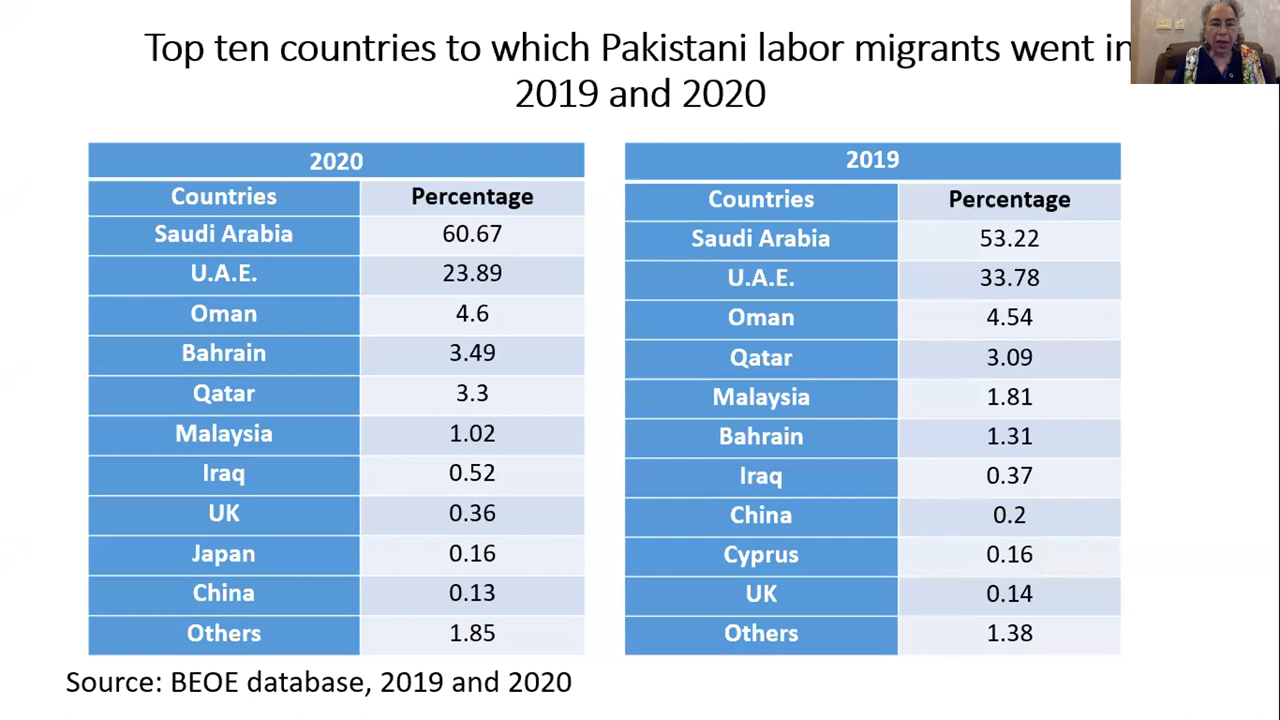 Top ten countries to which Pakistani labor migrants went in
2019 and 2020
2020
Countries Percentage
Saudi Arabia 60.67
U.A.E. 23.89
Oman 4.6
Bahrain 3.49
Qatar 3.3
Malaysia 1.02
Iraq 0.52
UK 0.36
Japan 0.16
China 0.13
Others 1.85
2019
Countries Percentage
Saudi Arabia 53.22
U.A.E. 33.78
Oman 4.54
Qatar 3.09
Malaysia 1.81
Bahrain 1.31
Iraq 0.37
China 0.2
Cyprus 0.16
UK 0.14
Others 1.38
Source: BEOE database, 2019 and 2020